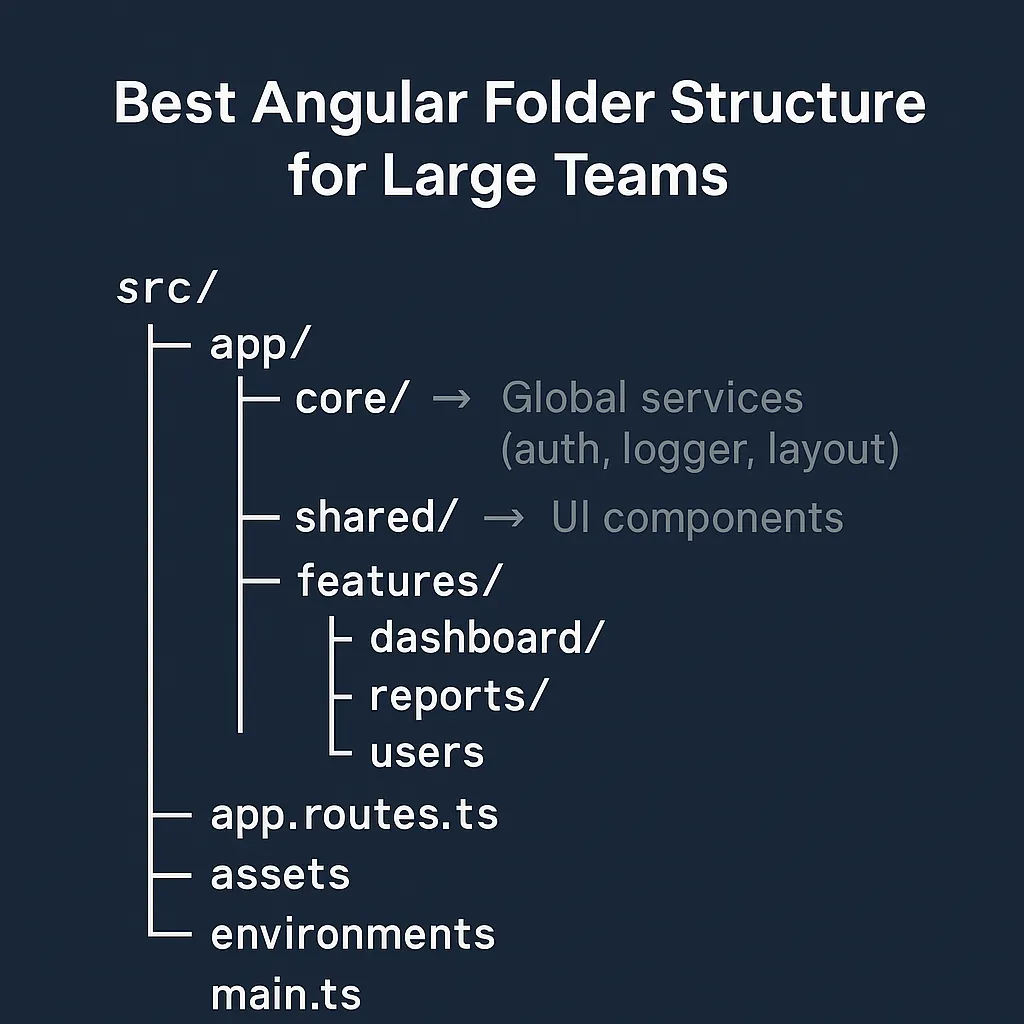 Best Angular Folder Structure
for Large Teams
src/
app/
core/ → Global services
(auth, logger, layout)
shared/ → UI components
features/
dashboard/
reports/
users
app.routes.ts
assets
environments
main.ts